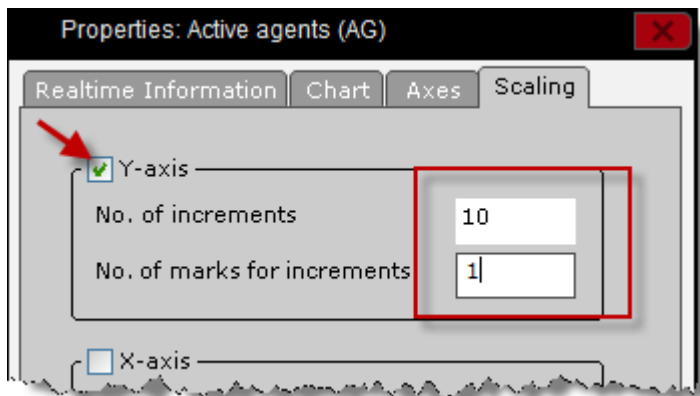 Properties: Active agents (AG)
Realtime Information Chart Axes Scaling
Y-axis
No. of increments 10
No. of marks for increments 1
X-axis